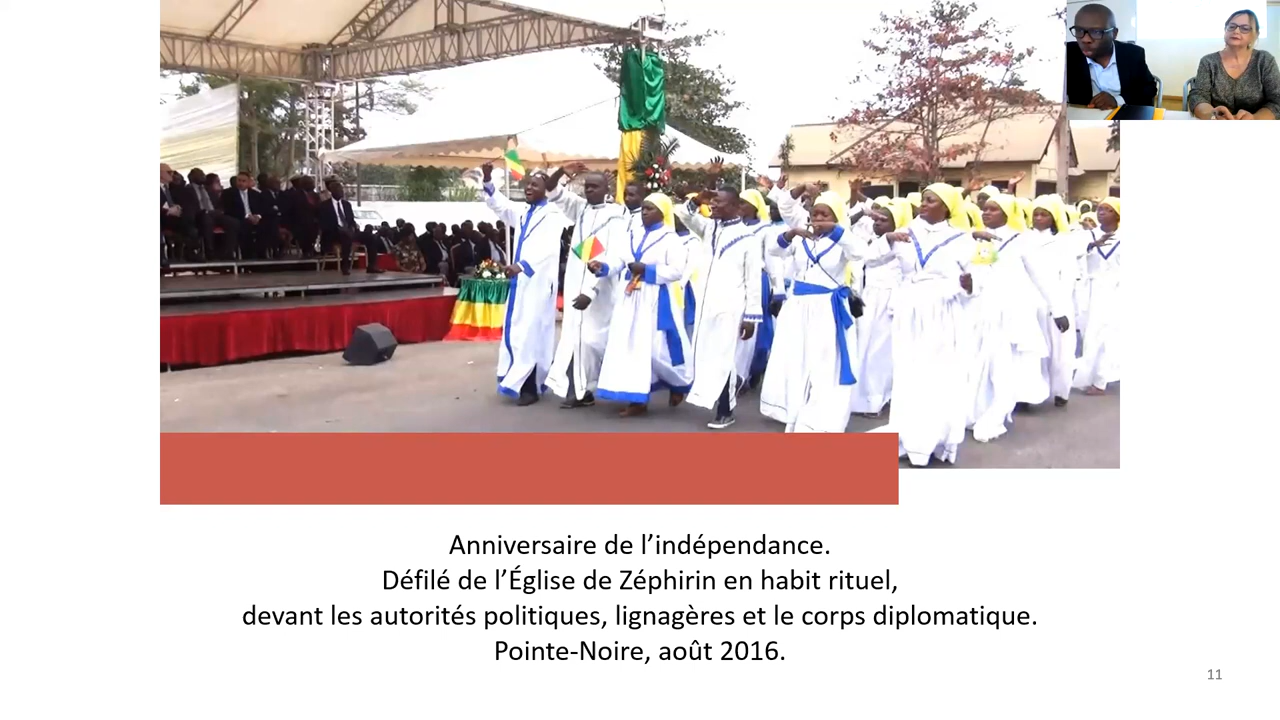 Anniversaire de l’indépendance.
Défilé de l’Église de Zéphirin en habit rituel,
devant les autorités politiques, lignagères et le corps diplomatique.
Pointe-Noire, août 2016.
11